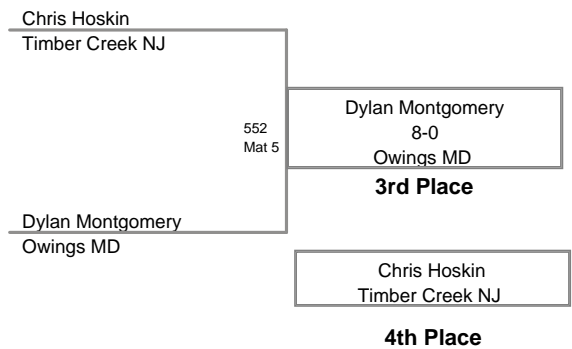 Chris Hoskin
Timber Creek NJ
Dylan Montgomery
8-0
Owings MD
552
Mat 5
3rd Place
Dylan Montgomery
Owings MD
Chris Hoskin
Timber Creek NJ
4th Place